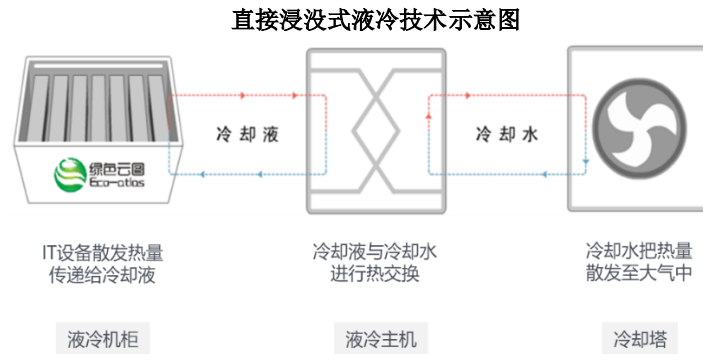 直接浸没式液冷技术示意图
冷却液
冷却水
绿色云图
Eco-atlas
IT设备散发热量
传递给冷却液
冷却液与冷却水
进行热交换
冷却水把热量
散发至大气中
液冷机柜
液冷主机
冷却塔